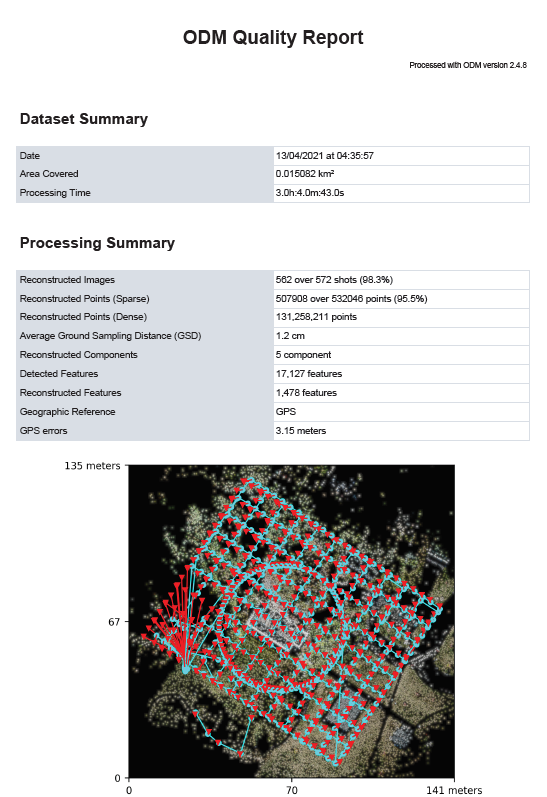 ODM Quality Report
Processed with ODM version 2.4.8
Dataset Summary
Date 13/04/2021 at 04:35:57
Area Covered 0.015082 km²
Processing Time 3.0h:4.0m:43.0s
Processing Summary
Reconstructed Images 562 over 572 shots (98.3%)
Reconstructed Points (Sparse) 507908 over 532046 points (95.5%)
Reconstructed Points (Dense) 131,258,211 points
Average Ground Sampling Distance (GSD) 1.2 cm
Reconstructed Components 5 component
Detected Features 17,127 features
Reconstructed Features 1,478 features
Geographic Reference GPS
GPS errors 3.15 meters
135 meters
67
0
0 70 141 meters